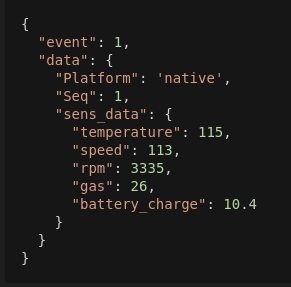 {
  "event": 1,
  "data": {
    "Platform": 'native',
    "Seq": 1,
    "sens_data": {
      "temperature": 115,
      "speed": 113,
      "rpm": 3335,
      "gas": 26,
      "battery_charge": 10.4
    }
  }
}